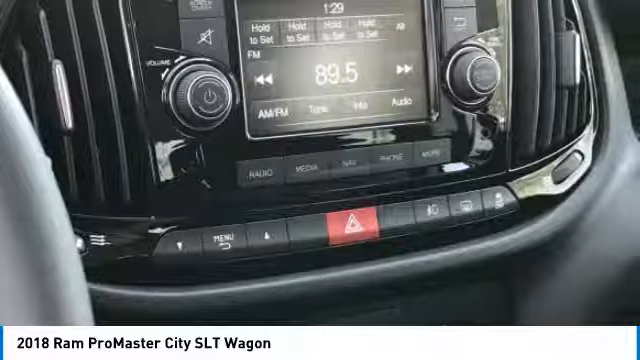 1:29
Hold to Set Hold to Set Hold to Set Hold to Set All
FM
VOLUME
89.5
AM/FM Tune Info Audio
RADIO MEDIA NAV PHONE MORE
MENU
2018 Ram ProMaster City SLT Wagon